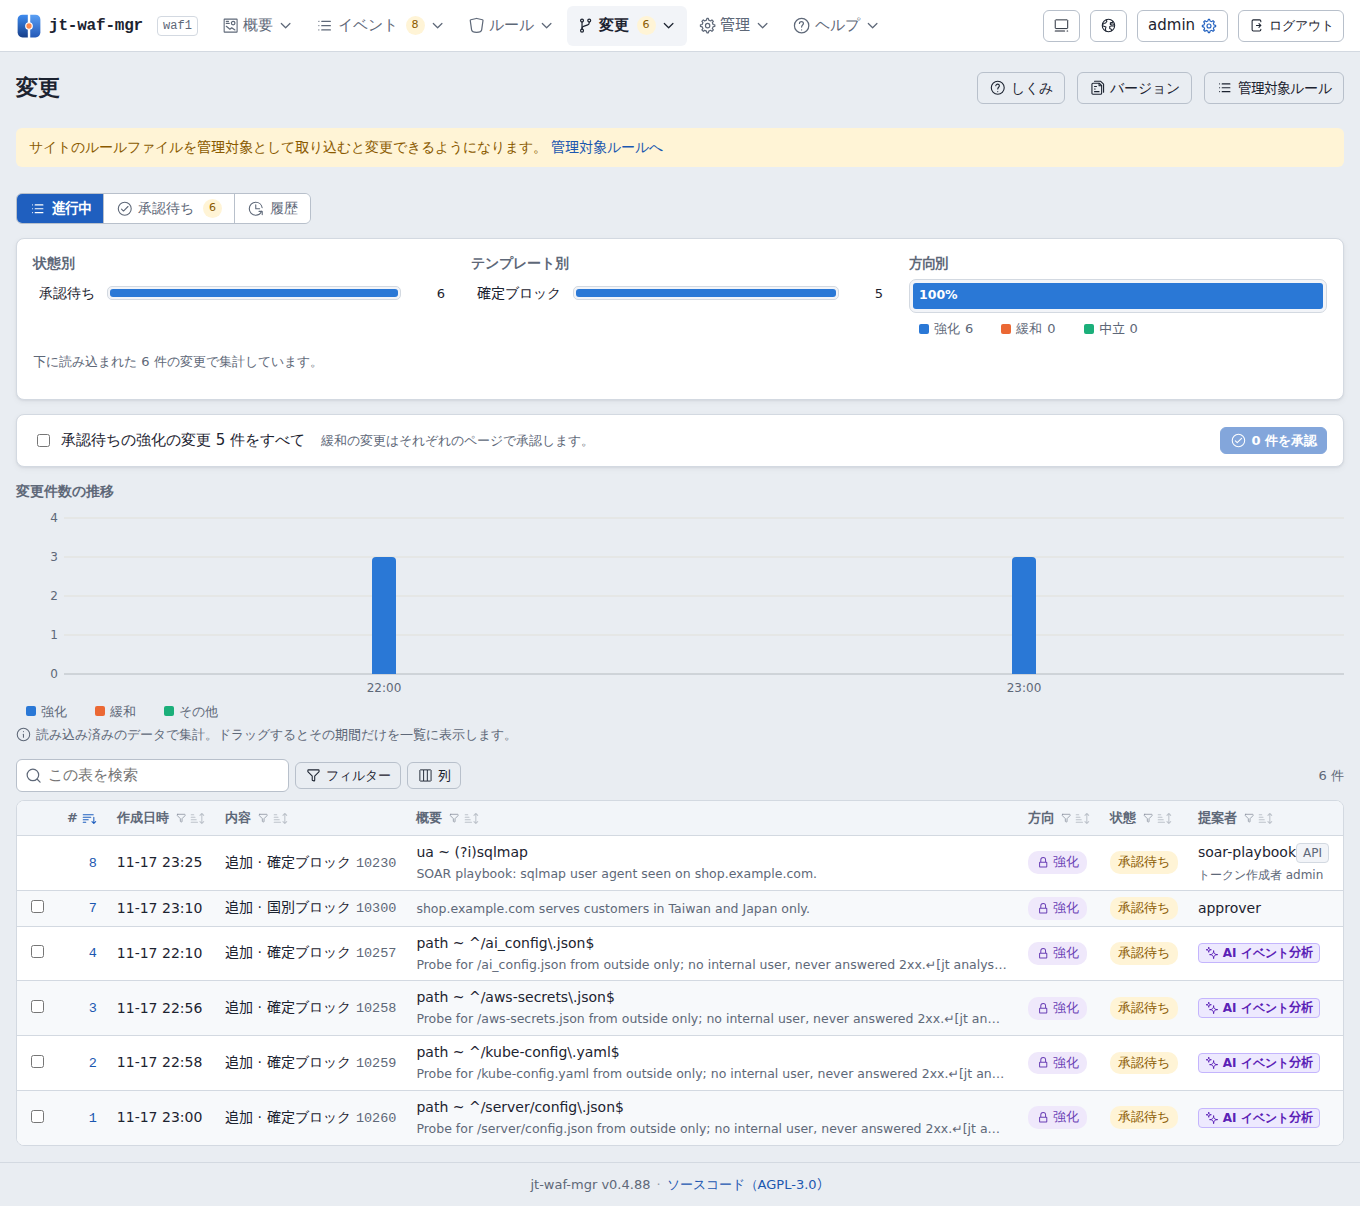 jt-waf-mgr waf1 概要 イベント 8 ルール 変更 6 管理 ヘルプ admin ログアウト
変更 しくみ バージョン 管理対象ルール
サイトのルールファイルを管理対象として取り込むと変更できるようになります。 管理対象ルールへ
進行中 承認待ち 6 履歴
状態別 テンプレート別 方向別
承認待ち 6 確定ブロック 5 100%
強化 6 緩和 0 中立 0
下に読み込まれた 6 件の変更で集計しています。
承認待ちの強化の変更 5 件をすべて 緩和の変更はそれぞれのページで承認します。 0 件を承認
変更件数の推移
4
3
2
1
0
22:00 23:00
強化 緩和 その他
読み込み済みのデータで集計。ドラッグするとその期間だけを一覧に表示します。
この表を検索 フィルター 列 6 件
# 作成日時 内容 概要 方向 状態 提案者
8 11-17 23:25 追加 · 確定ブロック 10230 ua ~ (?i)sqlmap 強化 承認待ち soar-playbook API
SOAR playbook: sqlmap user agent seen on shop.example.com. トークン作成者 admin
7 11-17 23:10 追加 · 国別ブロック 10300 shop.example.com serves customers in Taiwan and Japan only. 強化 承認待ち approver
4 11-17 22:10 追加 · 確定ブロック 10257 path ~ ^/ai_config\.json$ 強化 承認待ち AI イベント分析
Probe for /ai_config.json from outside only; no internal user, never answered 2xx.↵[jt analys…
3 11-17 22:56 追加 · 確定ブロック 10258 path ~ ^/aws-secrets\.json$ 強化 承認待ち AI イベント分析
Probe for /aws-secrets.json from outside only; no internal user, never answered 2xx.↵[jt an…
2 11-17 22:58 追加 · 確定ブロック 10259 path ~ ^/kube-config\.yaml$ 強化 承認待ち AI イベント分析
Probe for /kube-config.yaml from outside only; no internal user, never answered 2xx.↵[jt an…
1 11-17 23:00 追加 · 確定ブロック 10260 path ~ ^/server/config\.json$ 強化 承認待ち AI イベント分析
Probe for /server/config.json from outside only; no internal user, never answered 2xx.↵[jt a…
jt-waf-mgr v0.4.88 · ソースコード（AGPL-3.0）